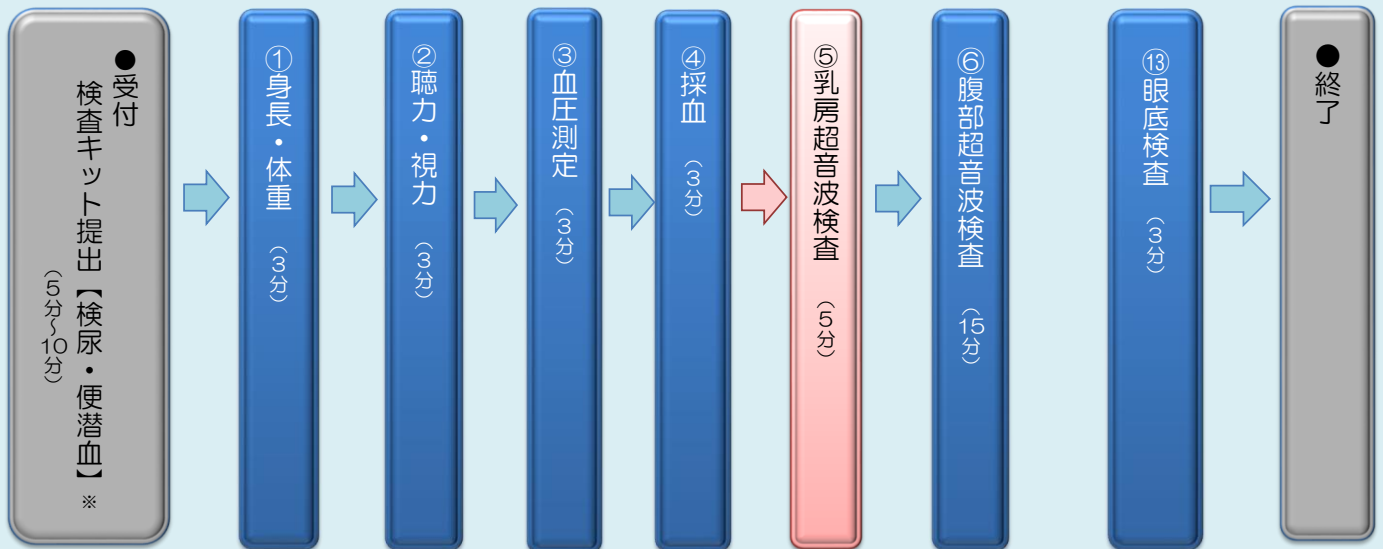 ●受付
検査キット提出【検尿・便潜血】※
（５分～10分）
①身長・体重　（３分）
②聴力・視力　（３分）
③血圧測定　（３分）
④採血　（３分）
⑤乳房超音波検査　（５分）
⑥腹部超音波検査　（15分）
⑬眼底検査　（３分）
●終了